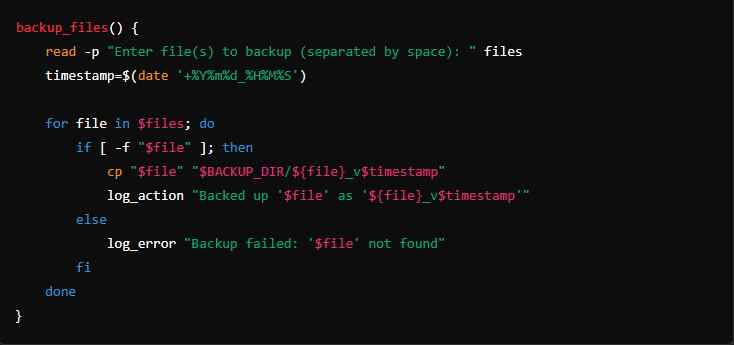 backup_files() {
    read -p "Enter file(s) to backup (separated by space): " files
    timestamp=$(date '+%Y%m%d_%H%M%S')

    for file in $files; do
        if [ -f "$file" ]; then
            cp "$file" "$BACKUP_DIR/${file}_v$timestamp"
            log_action "Backed up '$file' as '${file}_v$timestamp'"
        else
            log_error "Backup failed: '$file' not found"
        fi
    done
}